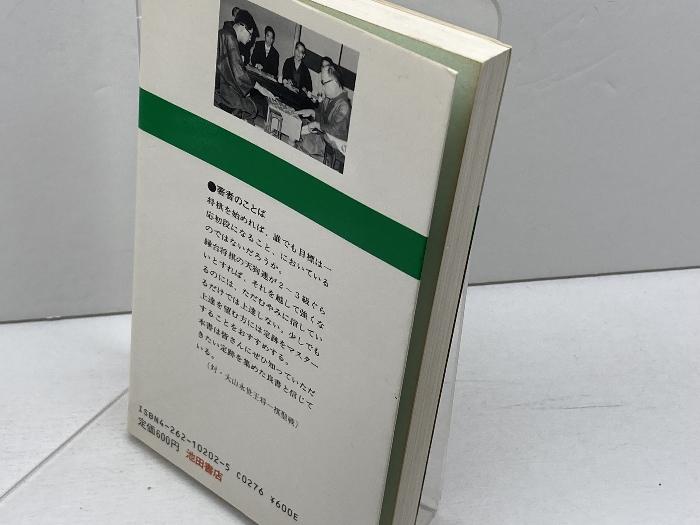 ●著者のことば
将棋を始めれば、誰でも目標は一
応初段になること、においている
のではないだろうか。
縁台将棋の天狗連が2~3級ぐら
いとすれば、それを越して強くな
るのには、ただむやみに信してい
るだけでは上達しない。少しでも
上達を望む方には定跡をマスター
することをおすすめする。
本書は皆さんにぜひ知っていただ
きたい定跡を集めた良書と信じて
いる。
(対・大山永世王将―棋聖戦)
ISBN4-262-10202-5 C0276 ¥600E
定価600円 池田書店